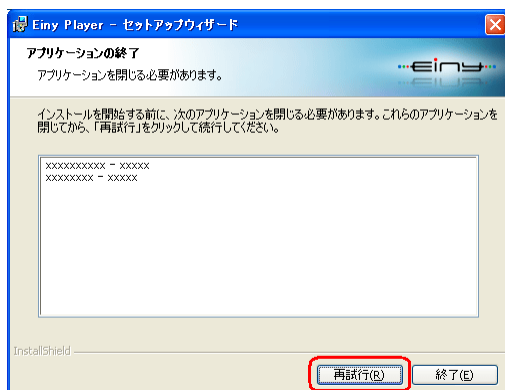 Einy Player - セットアップウィザード
アプリケーションの終了
アプリケーションを閉じる必要があります。
Einy
インストールを開始する前に、次のアプリケーションを閉じる必要があります。これらのアプリケーションを
閉じてから、「再試行」をクリックして続行してください。
xxxxxxxxxx - xxxxx
xxxxxxxx - xxxxx
InstallShield
再試行(R)
終了(E)